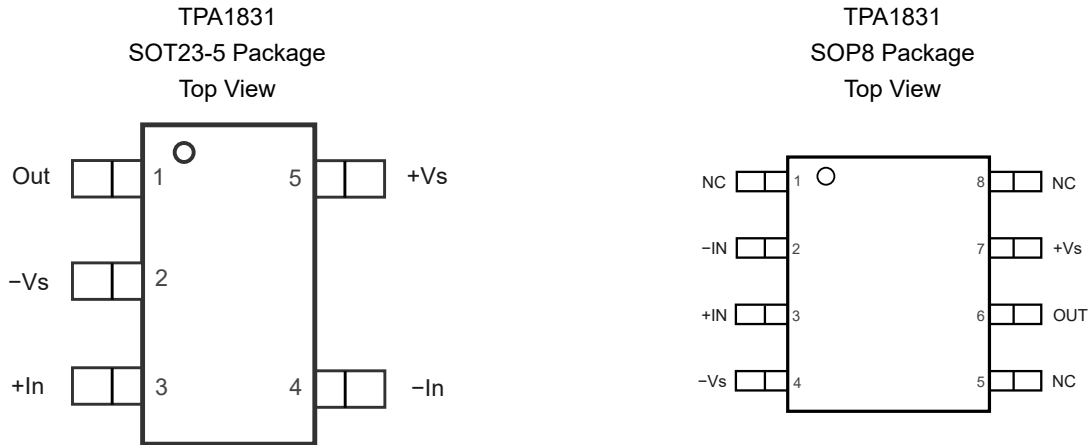 TPA1831
SOT23-5 Package
Top View
Out 1 5 +Vs
−Vs 2
+In 3 4 −In
TPA1831
SOP8 Package
Top View
NC 1 8 NC
−IN 2 7 +Vs
+IN 3 6 OUT
−Vs 4 5 NC